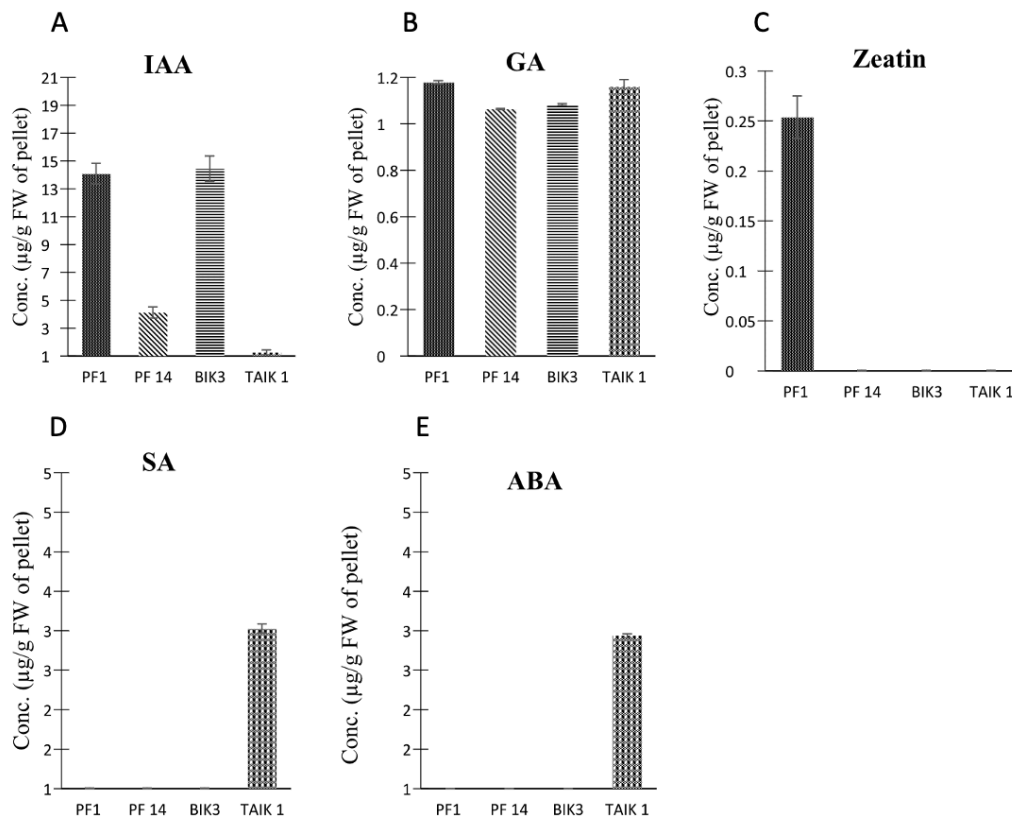 A
IAA
Conc. (µg/g FW of pellet)
21
19
17
15
13
11
9
7
5
3
1
PF1 PF 14 BIK3 TAIK 1
B
GA
Conc. (µg/g FW of pellet)
1.2
1
0.8
0.6
0.4
0.2
0
PF1 PF 14 BIK3 TAIK 1
C
Zeatin
Conc. (µg/g FW of pellet)
0.3
0.25
0.2
0.15
0.1
0.05
0
PF1 PF 14 BIK3 TAIK 1
D
SA
Conc. (µg/g FW of pellet)
5
5
4
4
3
3
2
2
1
PF1 PF 14 BIK3 TAIK 1
E
ABA
Conc. (µg/g FW of pellet)
5
5
4
4
3
3
2
2
1
PF1 PF 14 BIK3 TAIK 1